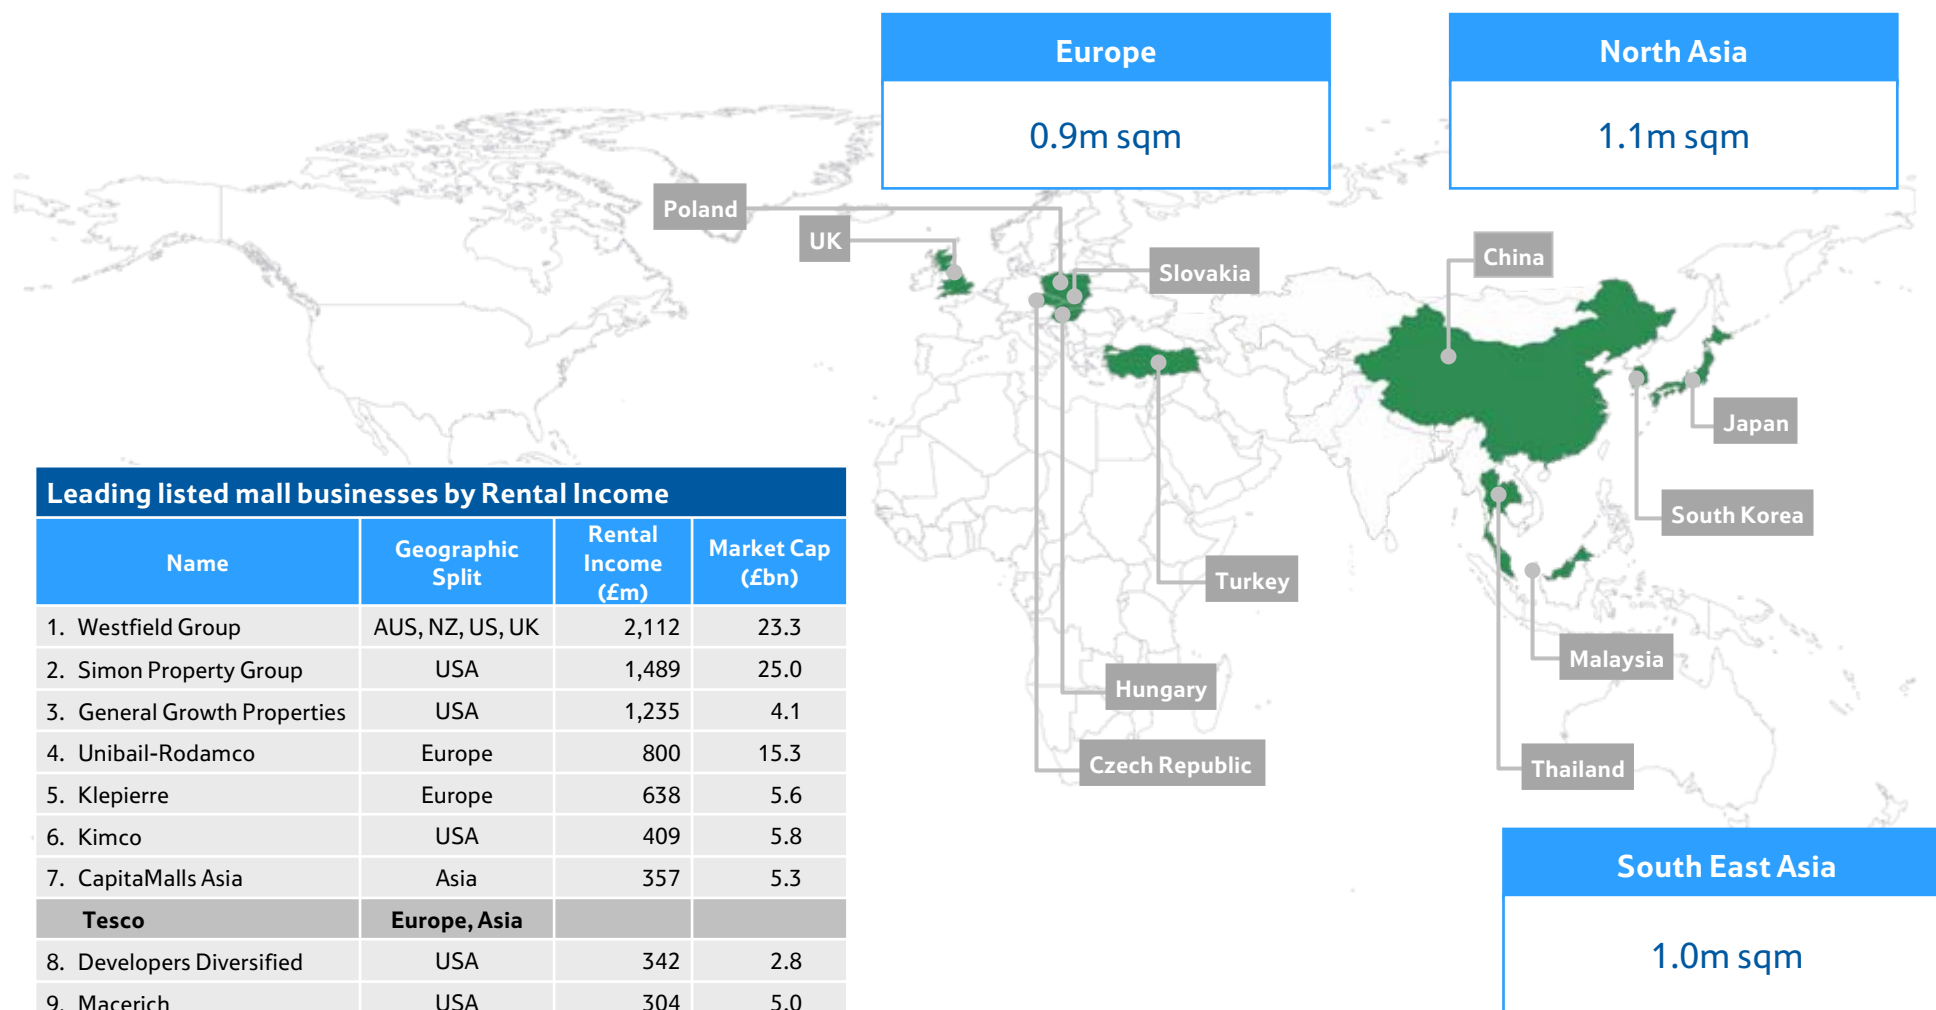 Europe
0.9m sqm
North Asia
1.1m sqm
Poland
UK
Slovakia
China
Japan
South Korea
Turkey
Malaysia
Hungary
Czech Republic
Thailand
South East Asia
1.0m sqm
Leading listed mall businesses by Rental Income
Name
Geographic
Split
Rental
Income
(£m)
Market Cap
(£bn)
1. Westfield Group AUS, NZ, US, UK 2,112 23.3
2. Simon Property Group USA 1,489 25.0
3. General Growth Properties USA 1,235 4.1
4. Unibail-Rodamco Europe 800 15.3
5. Klepierre Europe 638 5.6
6. Kimco USA 409 5.8
7. CapitaMalls Asia Asia 357 5.3
Tesco Europe, Asia
8. Developers Diversified USA 342 2.8
9. Macerich USA 304 5.0